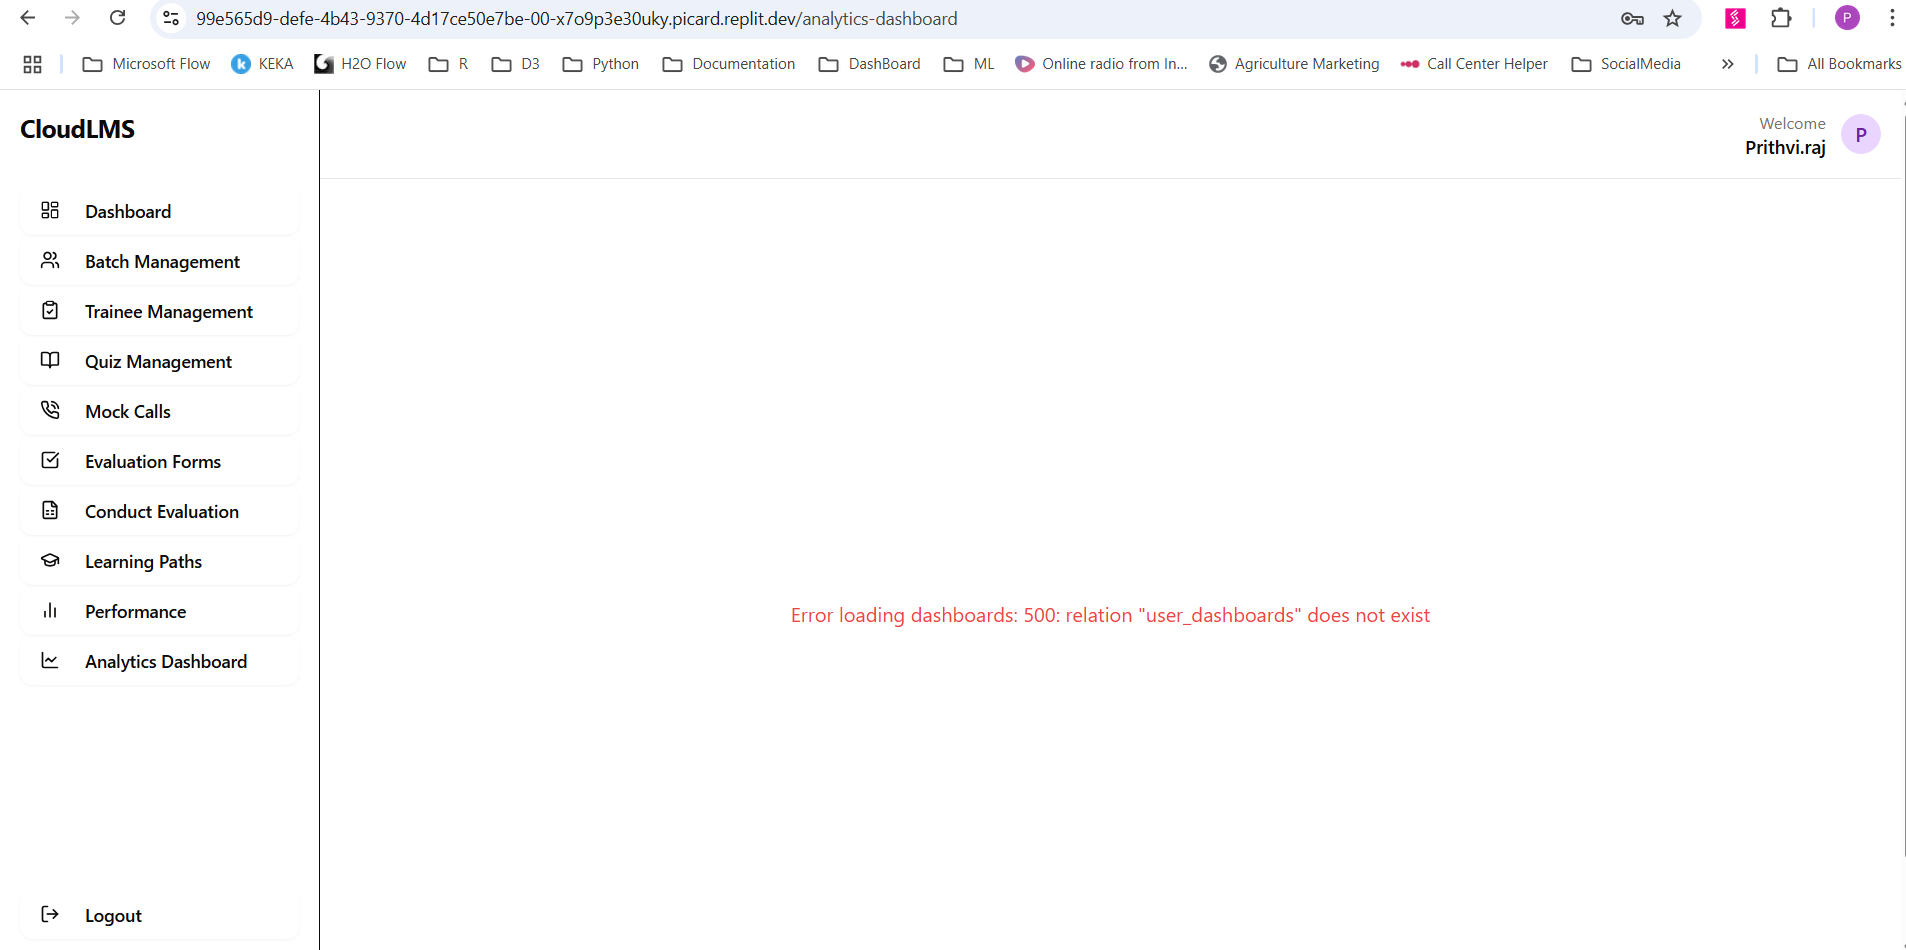 99e565d9-defe-4b43-9370-4d17ce50e7be-00-x7o9p3e30uky.picard.replit.dev/analytics-dashboard
P
Microsoft Flow KEKA H2O Flow R D3 Python Documentation DashBoard ML Online radio from In... Agriculture Marketing Call Center Helper SocialMedia » All Bookmarks
CloudLMS
Welcome
Prithvi.raj
P
Dashboard
Batch Management
Trainee Management
Quiz Management
Mock Calls
Evaluation Forms
Conduct Evaluation
Learning Paths
Performance
Analytics Dashboard
Error loading dashboards: 500: relation "user_dashboards" does not exist
Logout